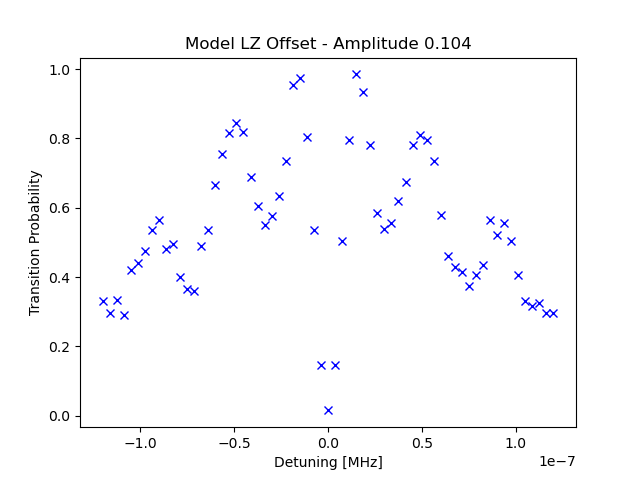 Model LZ Offset - Amplitude 0.104
1.0
0.8
0.6
0.4
0.2
0.0
Transition Probability
−1.0 −0.5 0.0 0.5 1.0
1e−7
Detuning [MHz]